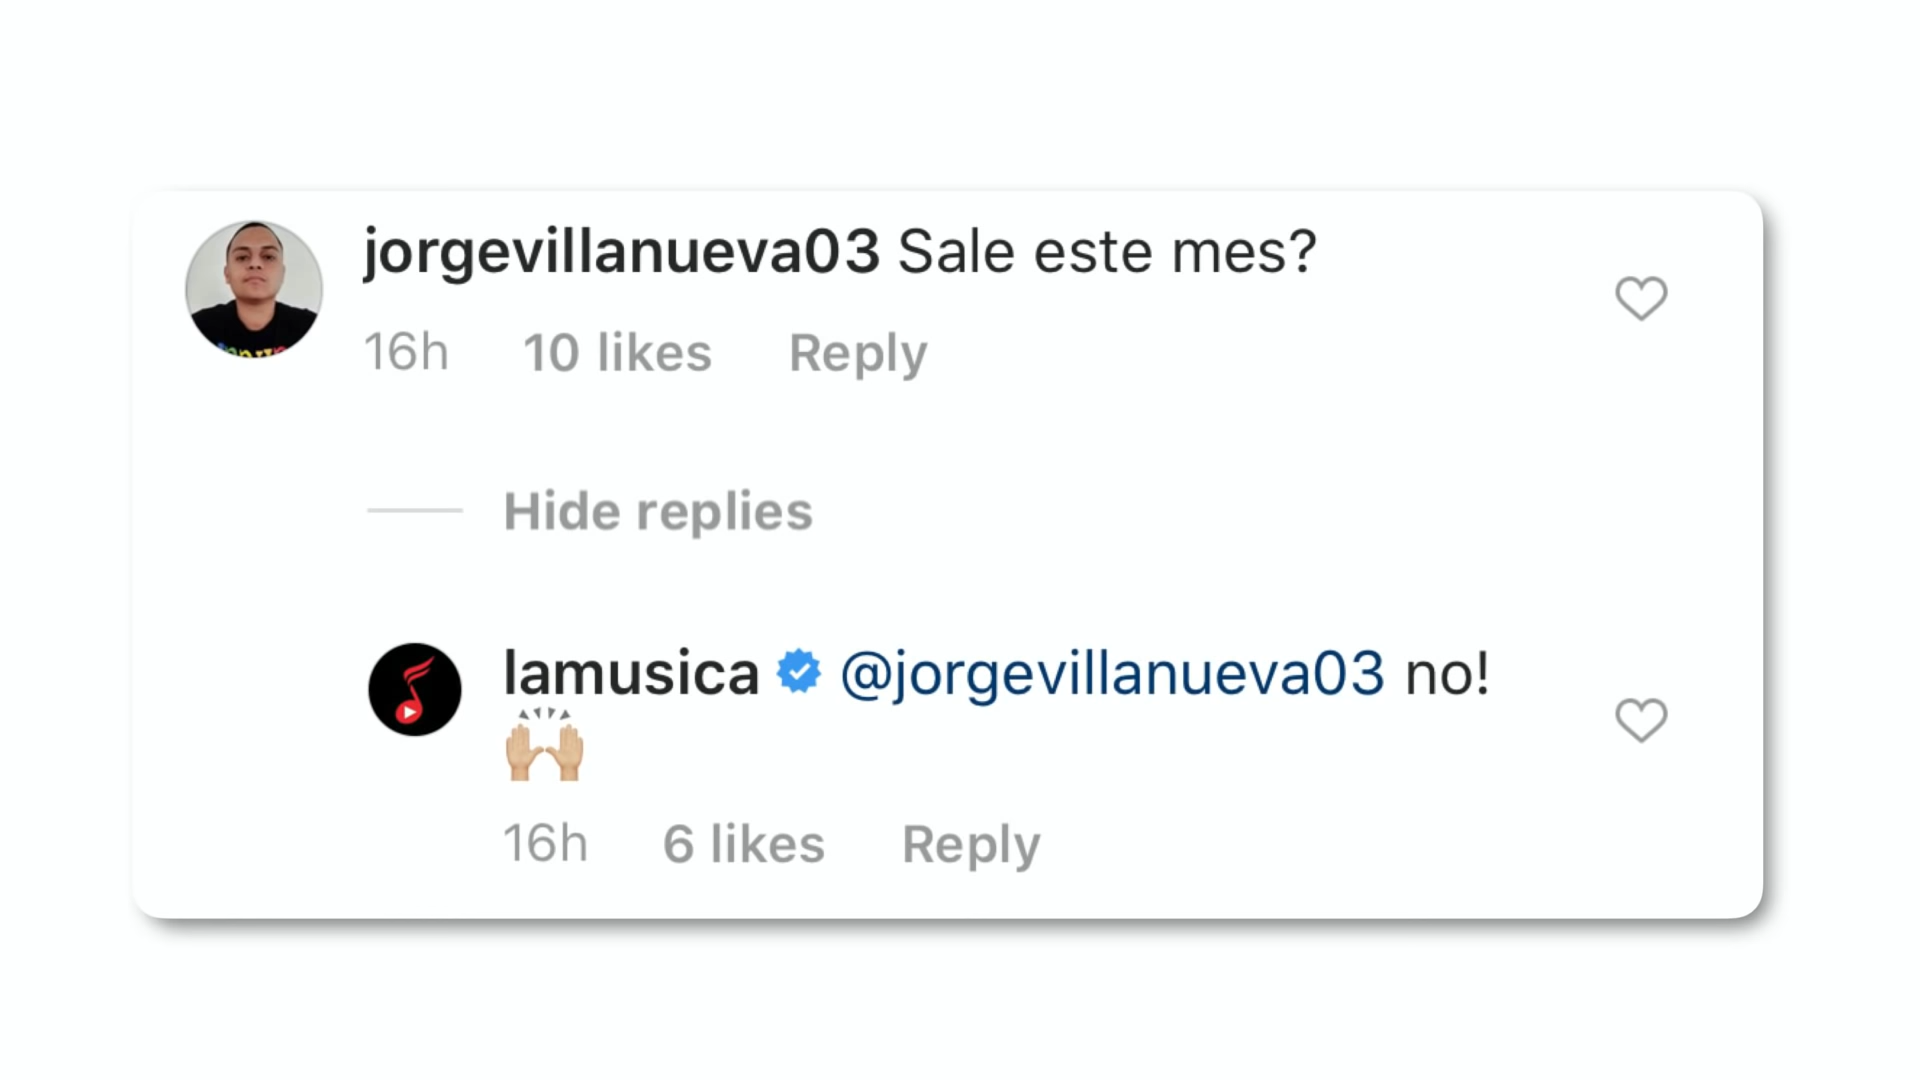 jorgevillanueva03 Sale este mes?
16h 10 likes Reply
Hide replies
lamusica @jorgevillanueva03 no!
🙌🏼
16h 6 likes Reply